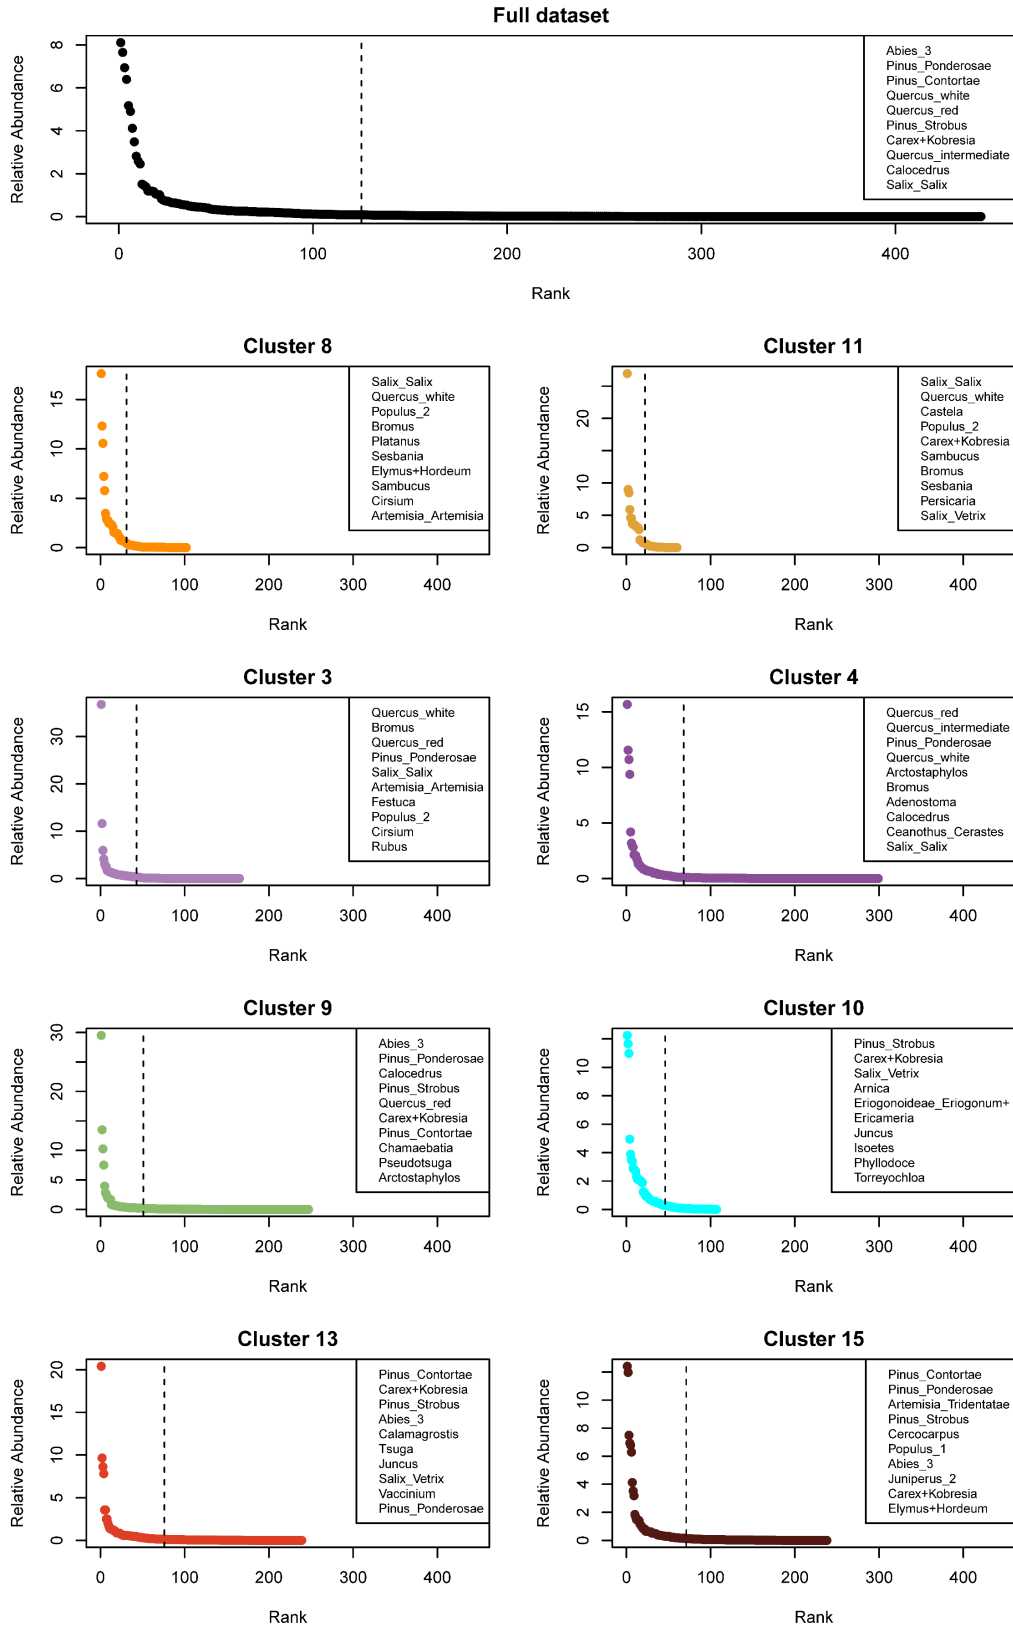 Full dataset
Relative Abundance
8
6
4
2
0
0 100 200 300 400
Rank
Abies_3
Pinus_Ponderosae
Pinus_Contortae
Quercus_white
Quercus_red
Pinus_Strobus
Carex+Kobresia
Quercus_intermediate
Calocedrus
Salix_Salix
Cluster 8
Relative Abundance
15
10
5
0
0 100 200 300 400
Rank
Salix_Salix
Quercus_white
Populus_2
Bromus
Platanus
Sesbania
Elymus+Hordeum
Sambucus
Cirsium
Artemisia_Artemisia
Cluster 11
Relative Abundance
20
10
5
0
0 100 200 300 400
Rank
Salix_Salix
Quercus_white
Castela
Populus_2
Carex+Kobresia
Sambucus
Bromus
Sesbania
Persicaria
Salix_Vetrix
Cluster 3
Relative Abundance
30
20
10
0
0 100 200 300 400
Rank
Quercus_white
Bromus
Quercus_red
Pinus_Ponderosae
Salix_Salix
Artemisia_Artemisia
Festuca
Populus_2
Cirsium
Rubus
Cluster 4
Relative Abundance
15
10
5
0
0 100 200 300 400
Rank
Quercus_red
Quercus_intermediate
Pinus_Ponderosae
Quercus_white
Arctostaphylos
Bromus
Adenostoma
Calocedrus
Ceanothus_Cerastes
Salix_Salix
Cluster 9
Relative Abundance
30
20
10
5
0
0 100 200 300 400
Rank
Abies_3
Pinus_Ponderosae
Calocedrus
Pinus_Strobus
Quercus_red
Carex+Kobresia
Pinus_Contortae
Chamaebatia
Pseudotsuga
Arctostaphylos
Cluster 10
Relative Abundance
10
8
6
4
2
0
0 100 200 300 400
Rank
Pinus_Strobus
Carex+Kobresia
Salix_Vetrix
Arnica
Eriogonoideae_Eriogonum+
Ericameria
Juncus
Isoetes
Phyllodoce
Torreyochloa
Cluster 13
Relative Abundance
20
15
10
5
0
0 100 200 300 400
Rank
Pinus_Contortae
Carex+Kobresia
Pinus_Strobus
Abies_3
Calamagrostis
Tsuga
Juncus
Salix_Vetrix
Vaccinium
Pinus_Ponderosae
Cluster 15
Relative Abundance
10
8
6
4
2
0
0 100 200 300 400
Rank
Pinus_Contortae
Pinus_Ponderosae
Artemisia_Tridentatae
Pinus_Strobus
Cercocarpus
Populus_1
Abies_3
Juniperus_2
Carex+Kobresia
Elymus+Hordeum